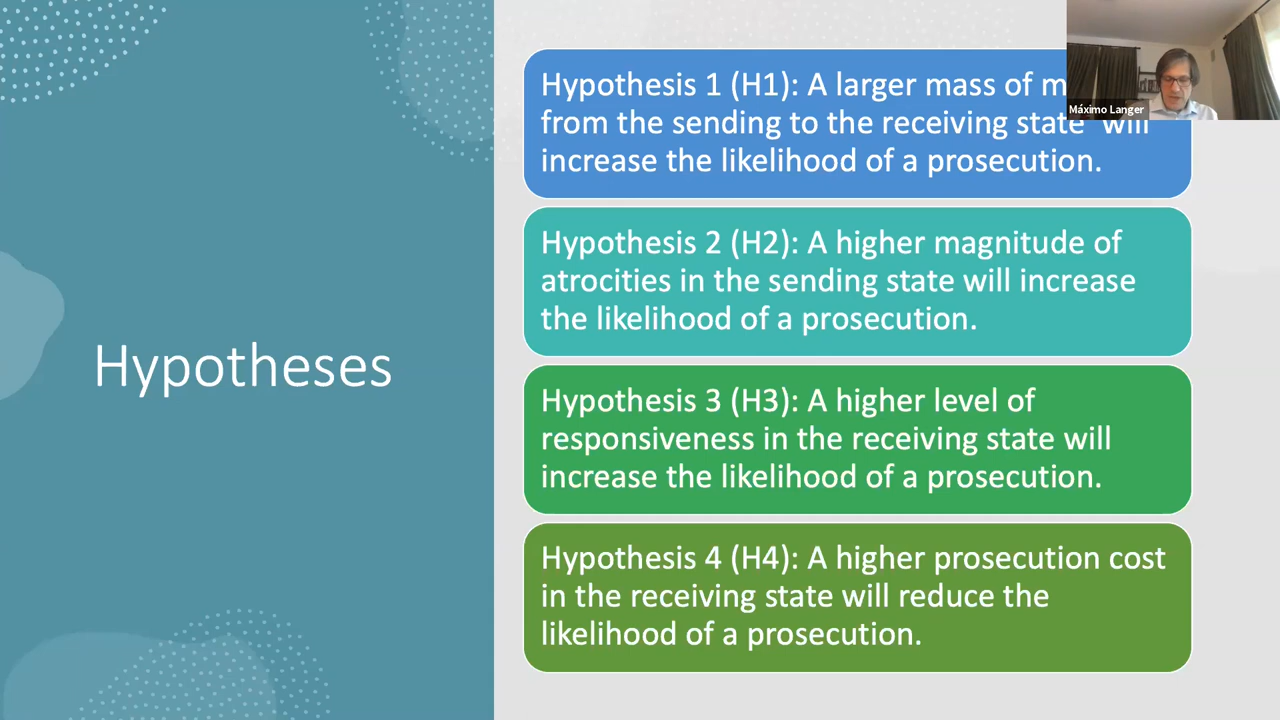 Hypotheses
Hypothesis 1 (H1): A larger mass of
from the sending to the receiving state will
increase the likelihood of a prosecution.
Hypothesis 2 (H2): A higher magnitude of
atrocities in the sending state will increase
the likelihood of a prosecution.
Hypothesis 3 (H3): A higher level of
responsiveness in the receiving state will
increase the likelihood of a prosecution.
Hypothesis 4 (H4): A higher prosecution cost
in the receiving state will reduce the
likelihood of a prosecution.
Máximo Langer